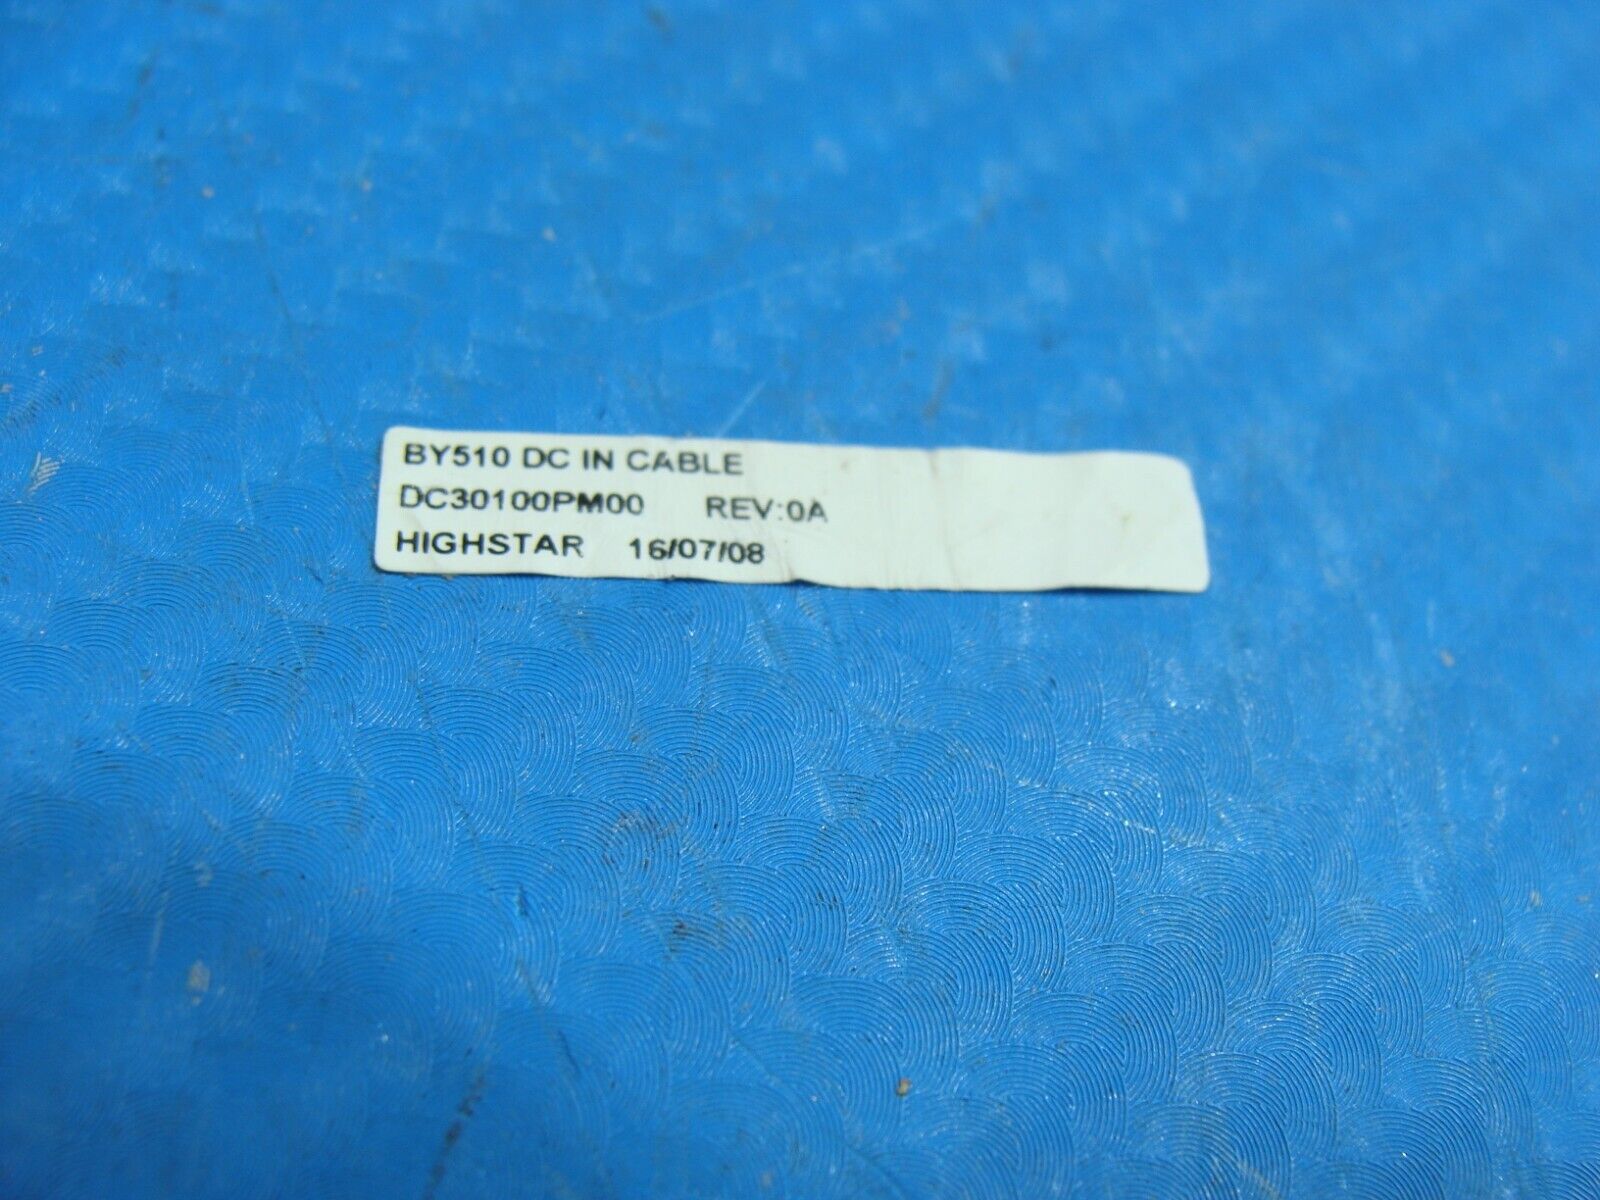 BY510 DC IN CABLE
DC30100PM00 REV:0A
HIGHSTAR 16/07/08